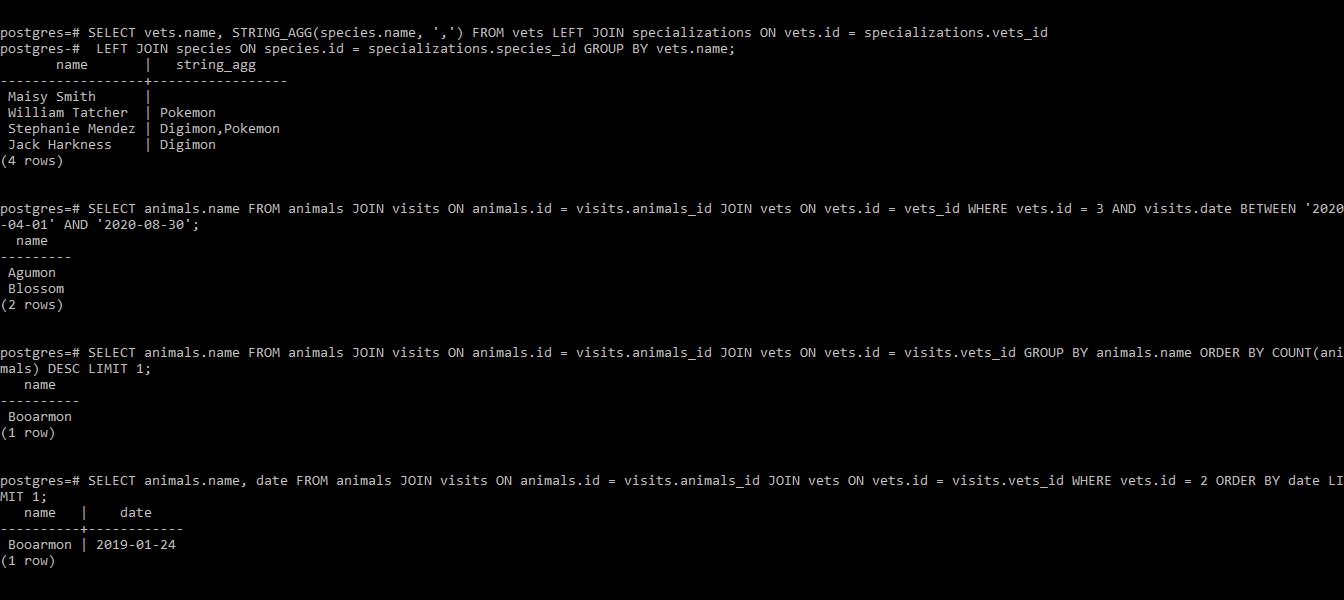 postgres=# SELECT vets.name, STRING_AGG(species.name, ',') FROM vets LEFT JOIN specializations ON vets.id = specializations.vets_id
postgres-#  LEFT JOIN species ON species.id = specializations.species_id GROUP BY vets.name;
       name       |   string_agg
------------------+-----------------
 Maisy Smith      |
 William Tatcher  | Pokemon
 Stephanie Mendez | Digimon,Pokemon
 Jack Harkness    | Digimon
(4 rows)
postgres=# SELECT animals.name FROM animals JOIN visits ON animals.id = visits.animals_id JOIN vets ON vets.id = vets_id WHERE vets.id = 3 AND visits.date BETWEEN '2020
-04-01' AND '2020-08-30';
  name
---------
 Agumon
 Blossom
(2 rows)
postgres=# SELECT animals.name FROM animals JOIN visits ON animals.id = visits.animals_id JOIN vets ON vets.id = visits.vets_id GROUP BY animals.name ORDER BY COUNT(ani
mals) DESC LIMIT 1;
   name
----------
 Booarmon
(1 row)
postgres=# SELECT animals.name, date FROM animals JOIN visits ON animals.id = visits.animals_id JOIN vets ON vets.id = visits.vets_id WHERE vets.id = 2 ORDER BY date LI
MIT 1;
   name   |    date
----------+------------
 Booarmon | 2019-01-24
(1 row)